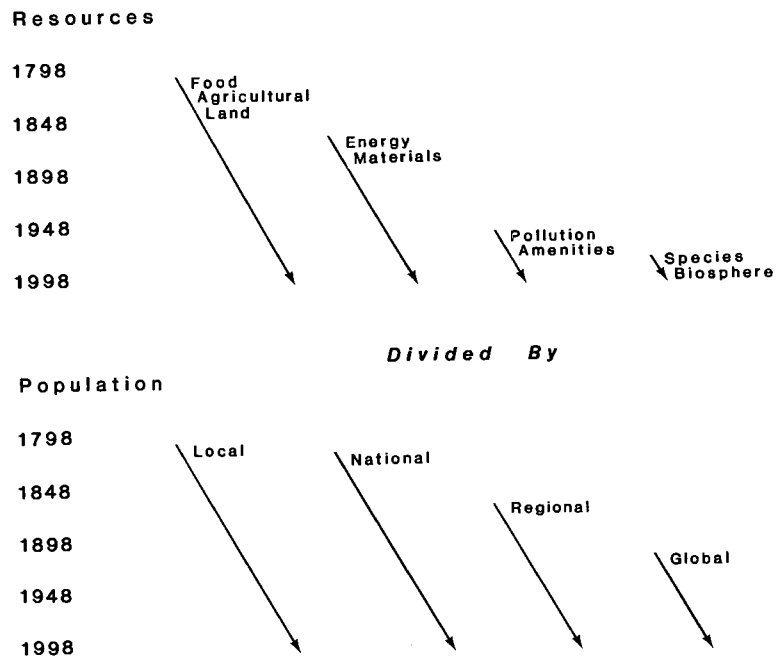 Resources
1798
Food
Agricultural
Land
1848
Energy
Materials
1898
1948
Pollution
Amenities
Species
Biosphere
1998
Divided By
Population
1798
Local
National
1848
Regional
1898
Global
1948
1998